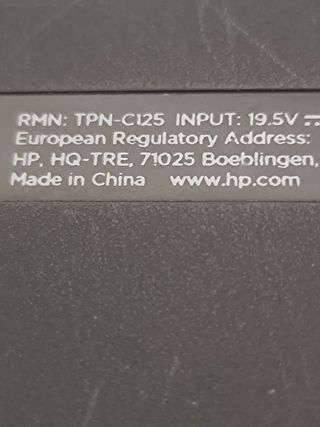 RMN: TPN-C125 INPUT: 19.5V ⎓
European Regulatory Address:
HP, HQ-TRE, 71025 Boeblingen,
Made in China www.hp.com